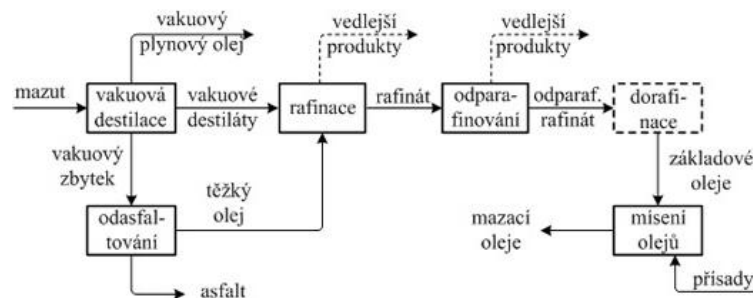 vakuový
plynový olej
vedlejší
produkty
vedlejší
produkty
mazut
vakuová
destilace
vakuové
destiláty
rafinace
rafinát
odpara-
finování
odparaf.
rafinát
dorafi-
nace
vakuový
zbytek
základové
oleje
odasfal-
tování
těžký
olej
mazací
oleje
mísení
olejů
asfalt
přísady